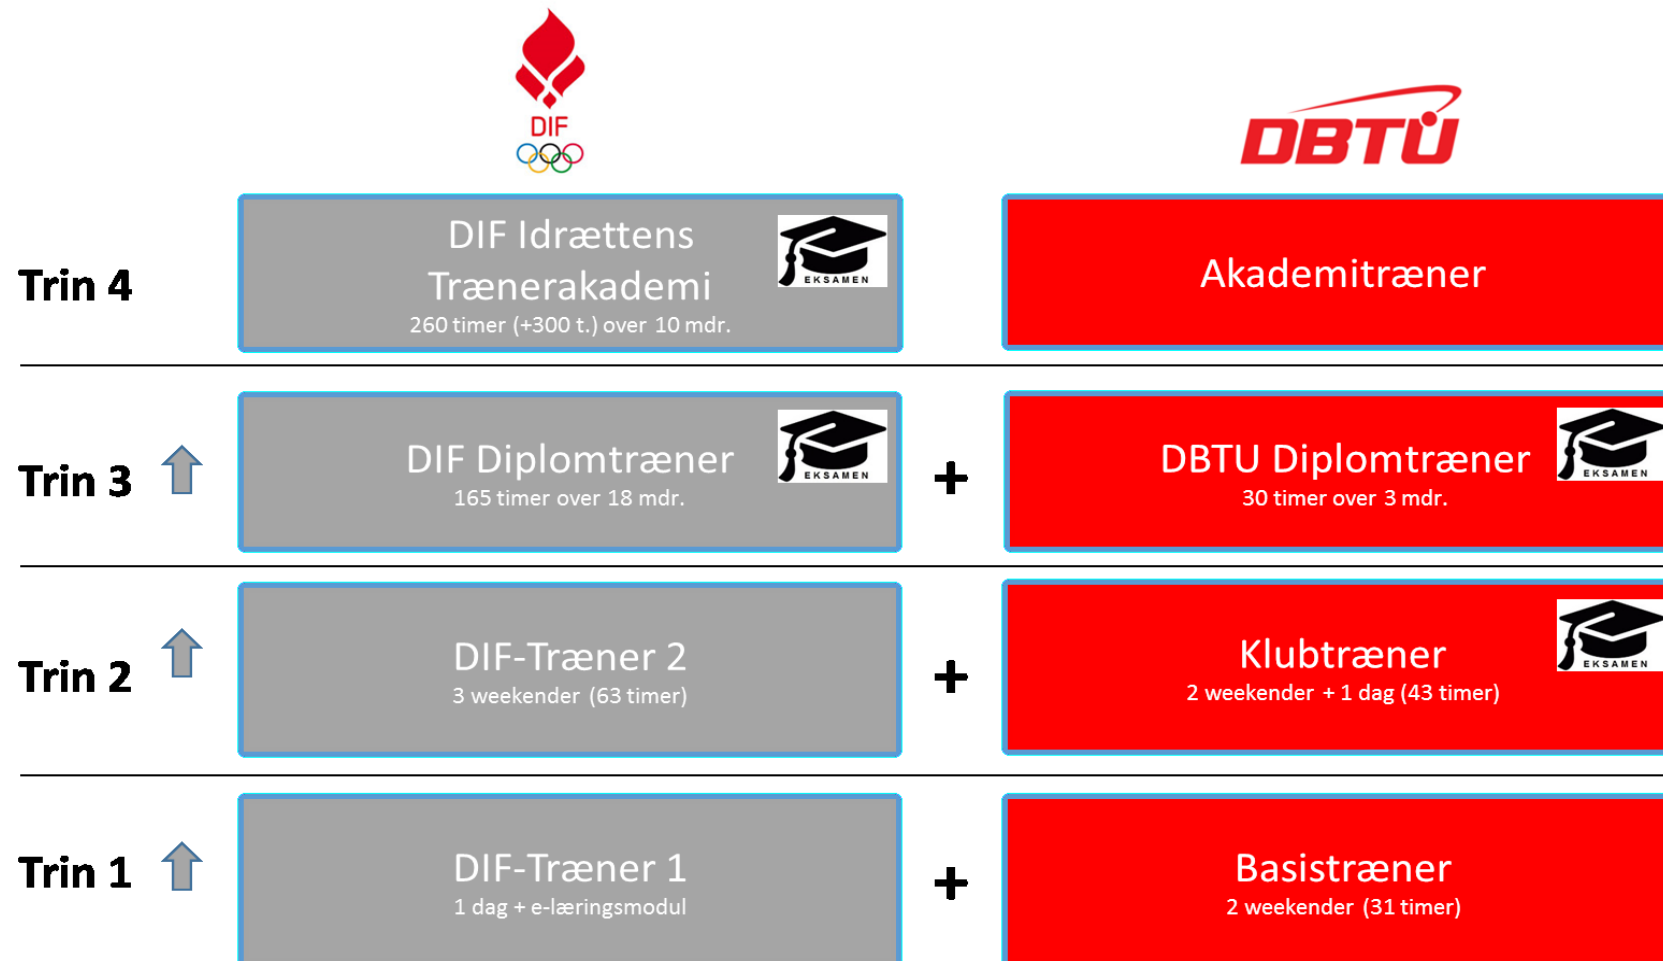 DIF
DBTU
Trin 4
DIF Idrættens
Trænerakademi
260 timer (+300 t.) over 10 mdr.
EKSAMEN
Akademitræner
Trin 3
DIF Diplomtræner
165 timer over 18 mdr.
EKSAMEN
+
DBTU Diplomtræner
30 timer over 3 mdr.
EKSAMEN
Trin 2
DIF-Træner 2
3 weekender (63 timer)
+
Klubtræner
2 weekender + 1 dag (43 timer)
EKSAMEN
Trin 1
DIF-Træner 1
1 dag + e-læringsmodul
+
Basistræner
2 weekender (31 timer)